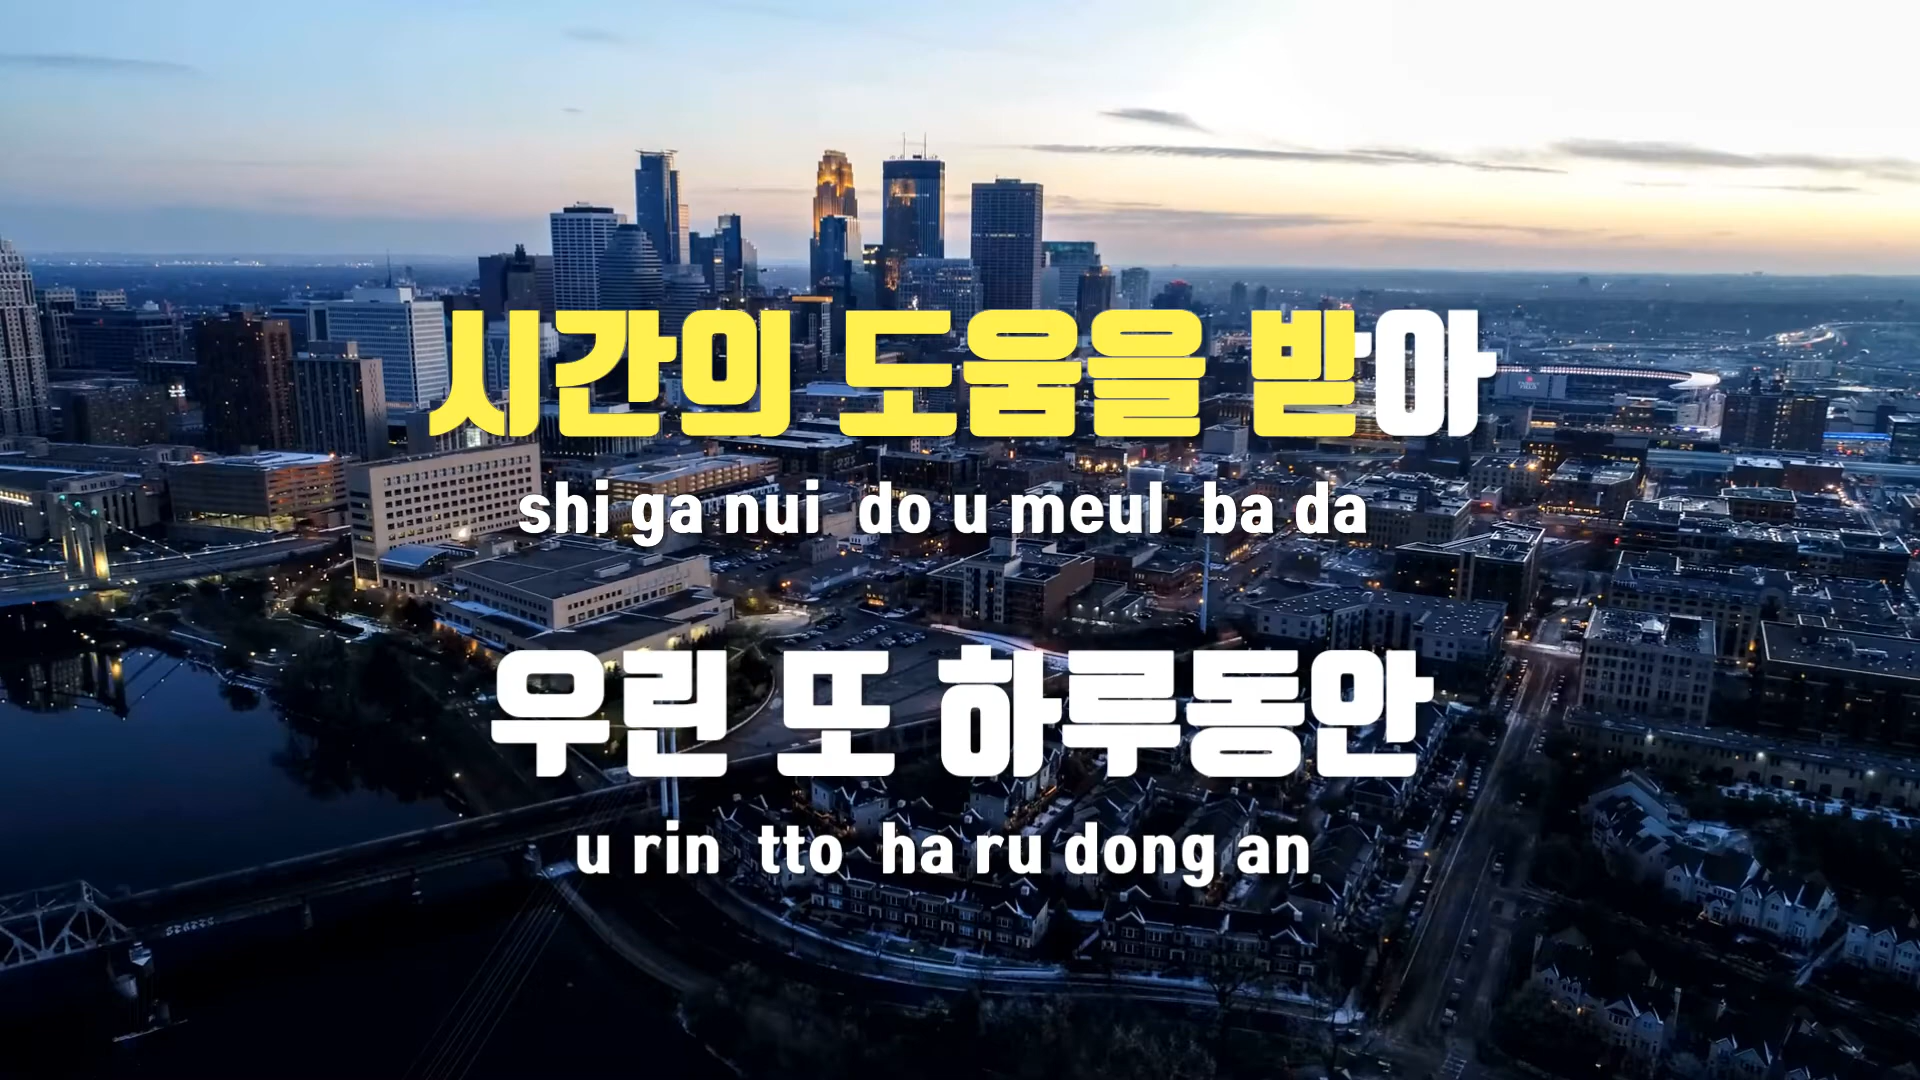 시간의 도움을 받아
shi ga nui do u meul ba da
우린 또 하루동안
u rin tto ha ru dong an